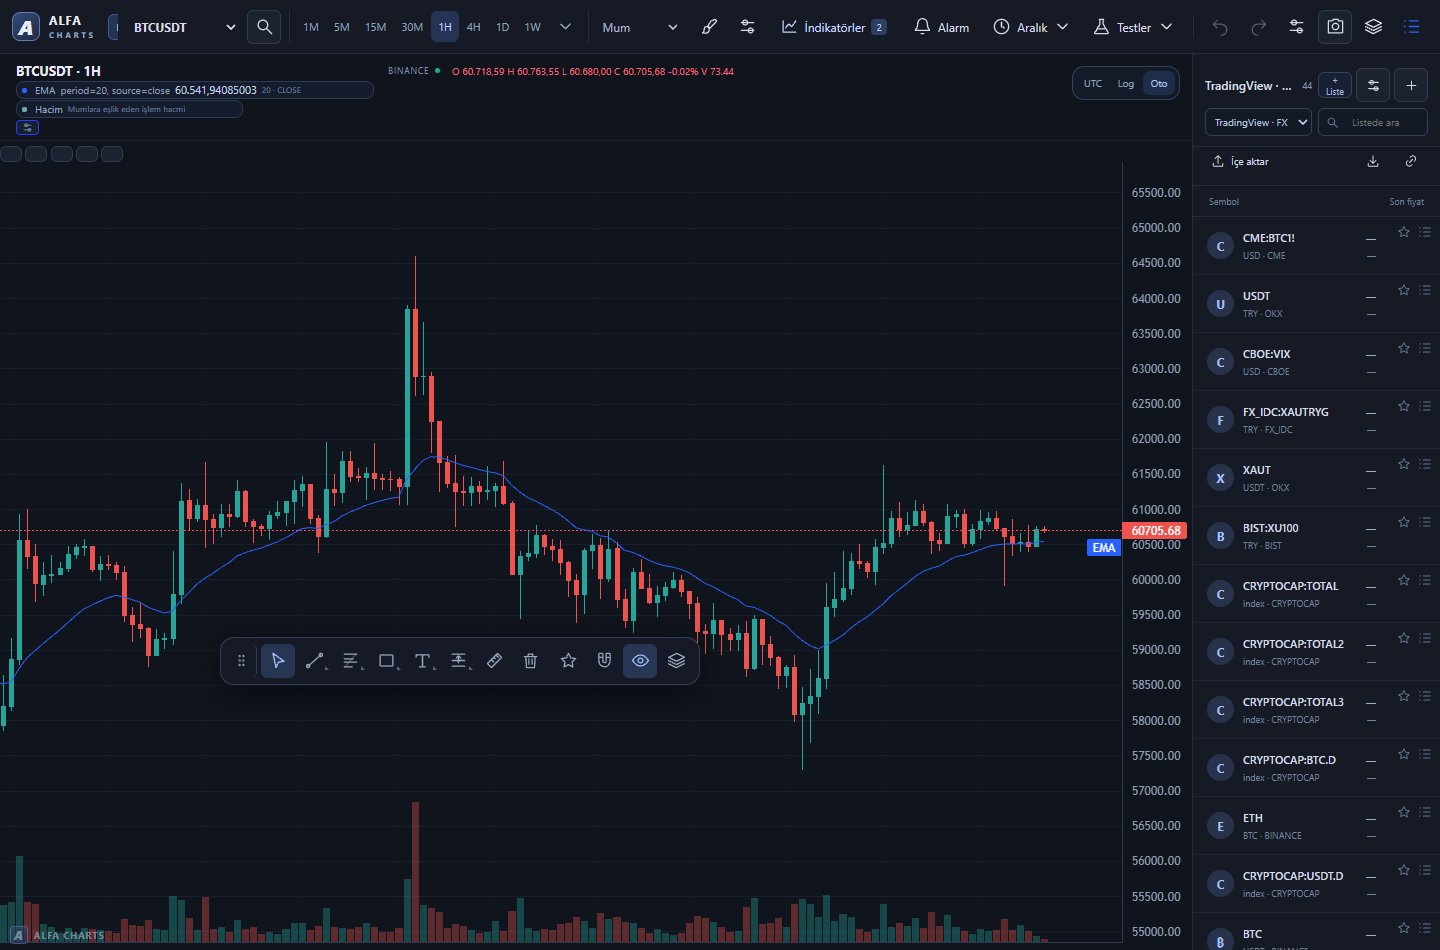 ALFA
CHARTS
BTCUSDT
1M 5M 15M 30M 1H 4H 1D 1W
Mum
İndikatörler 2
Alarm
Aralık
Testler
BTCUSDT · 1H
BINANCE
O 60.718,59 H 60.763,55 L 60.680,00 C 60.705,68 -0.02% V 73.44
EMA period=20, source=close 60.541,94085003 20 · CLOSE
Hacim Mumlara eşlik eden işlem hacmi
UTC Log Oto
65500.00
65000.00
64500.00
64000.00
63500.00
63000.00
62500.00
62000.00
61500.00
61000.00
60705.68
EMA
60500.00
60000.00
59500.00
59000.00
58500.00
58000.00
57500.00
57000.00
56500.00
56000.00
55500.00
55000.00
ALFA CHARTS
TradingView · ... 44
+ Liste
TradingView · FX
Listede ara
İçe aktar
Sembol Son fiyat
C CME:BTC1! —
USD · CME —
U USDT —
TRY · OKX —
C CBOE:VIX —
USD · CBOE —
F FX_IDC:XAUTRYG —
TRY · FX_IDC —
X XAUT —
USDT · OKX —
B BIST:XU100 —
TRY · BIST —
C CRYPTOCAP:TOTAL —
index · CRYPTOCAP —
C CRYPTOCAP:TOTAL2 —
index · CRYPTOCAP —
C CRYPTOCAP:TOTAL3 —
index · CRYPTOCAP —
C CRYPTOCAP:BTC.D —
index · CRYPTOCAP —
E ETH —
BTC · BINANCE —
C CRYPTOCAP:USDT.D —
index · CRYPTOCAP —
B BTC —
USDT · BINANCE —